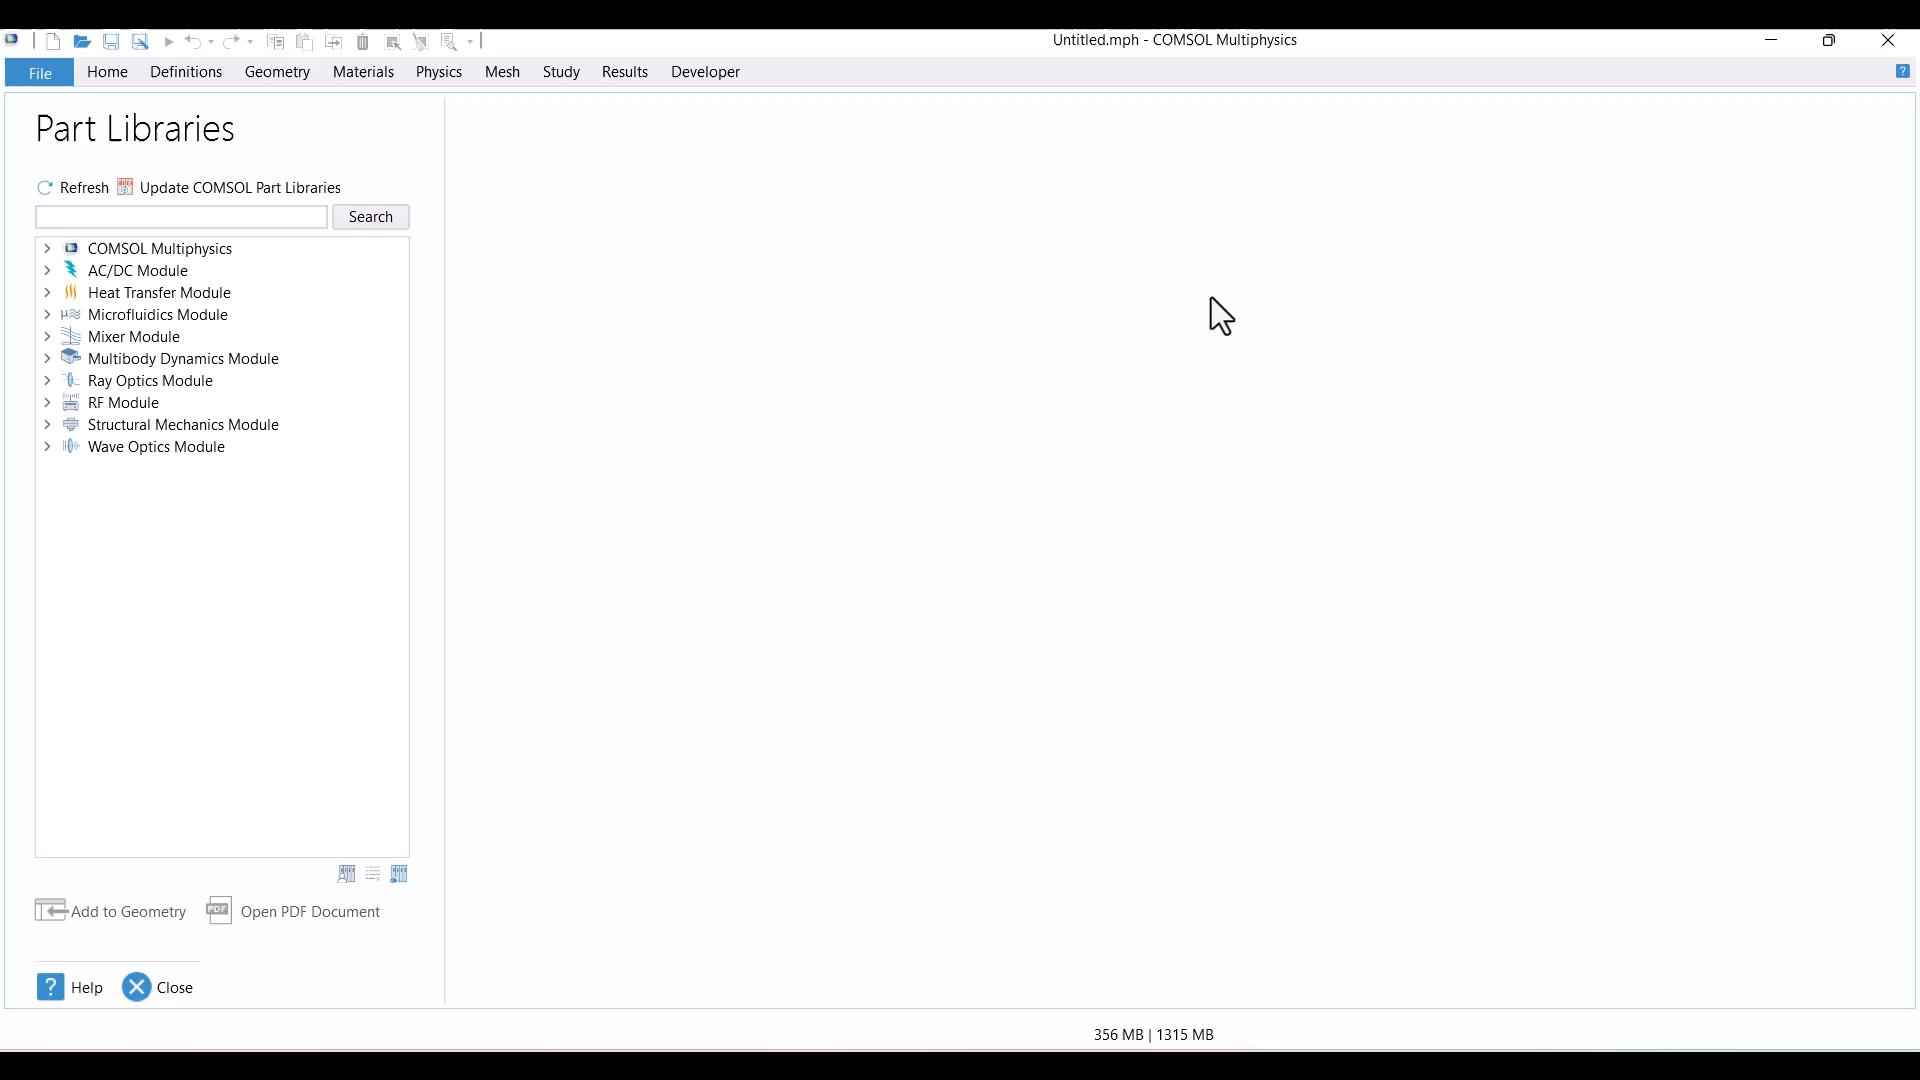 Untitled.mph - COMSOL Multiphysics
File Home Definitions Geometry Materials Physics Mesh Study Results Developer ?
Part Libraries
Refresh Update COMSOL Part Libraries
Search
COMSOL Multiphysics
AC/DC Module
Heat Transfer Module
Microfluidics Module
Mixer Module
Multibody Dynamics Module
Ray Optics Module
RF Module
Structural Mechanics Module
Wave Optics Module
Add to Geometry PDF Open PDF Document
? Help Close
356 MB | 1315 MB